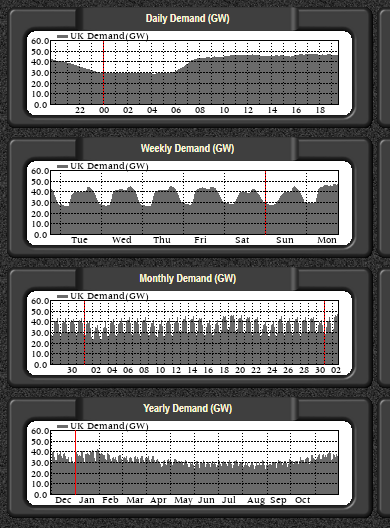 Daily Demand (GW)
UK Demand(GW)
60.0
50.0
40.0
30.0
20.0
10.0
0.0
22 00 02 04 06 08 10 12 14 16 18
Weekly Demand (GW)
UK Demand(GW)
60.0
50.0
40.0
30.0
20.0
10.0
0.0
Tue Wed Thu Fri Sat Sun Mon
Monthly Demand (GW)
UK Demand(GW)
60.0
50.0
40.0
30.0
20.0
10.0
0.0
30 02 04 06 08 10 12 14 16 18 20 22 24 26 28 30 02
Yearly Demand (GW)
UK Demand(GW)
60.0
50.0
40.0
30.0
20.0
10.0
0.0
Dec Jan Feb Mar Apr May Jun Jul Aug Sep Oct